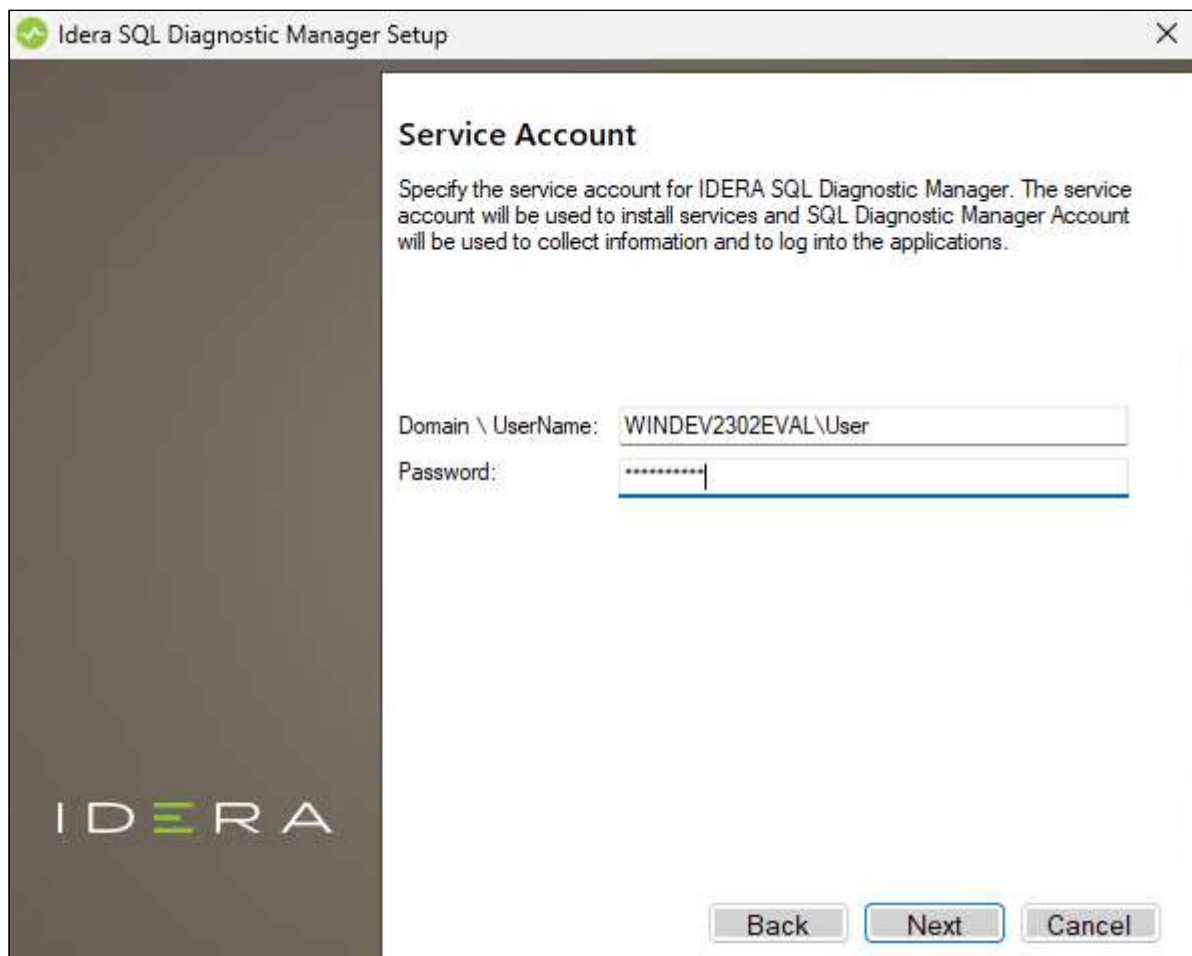 Idera SQL Diagnostic Manager Setup
Service Account
Specify the service account for IDERA SQL Diagnostic Manager. The service
account will be used to install services and SQL Diagnostic Manager Account
will be used to collect information and to log into the applications.
Domain \ UserName: WINDEV2302EVAL\User
Password: **********
IDERA
Back Next Cancel